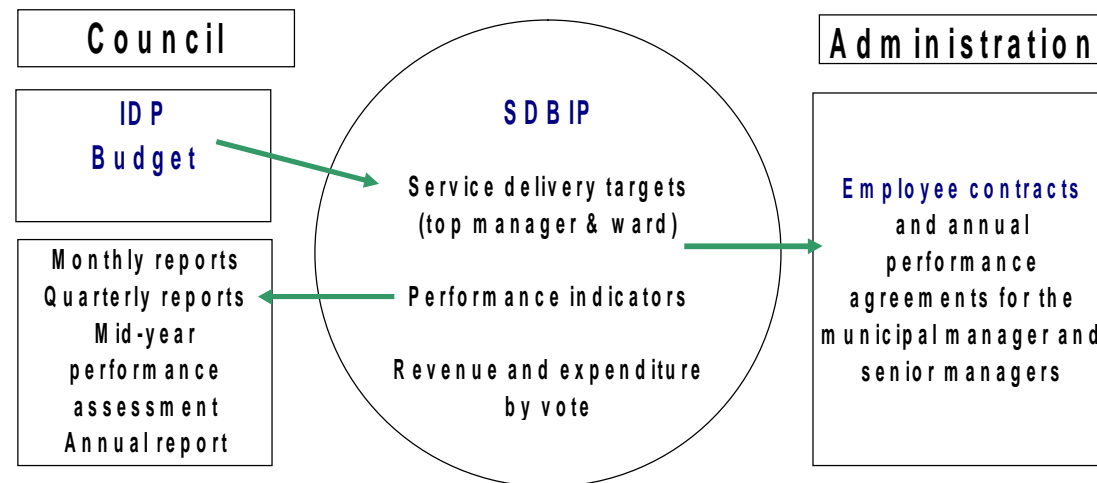 Council
IDP
Budget
Monthly reports
Quarterly reports
Mid-year
performance
assessment
Annual report
SDBIP
Service delivery targets
(top manager & ward)
Performance indicators
Revenue and expenditure
by vote
Administration
Employee contracts
and annual
performance
agreements for the
municipal manager and
senior managers